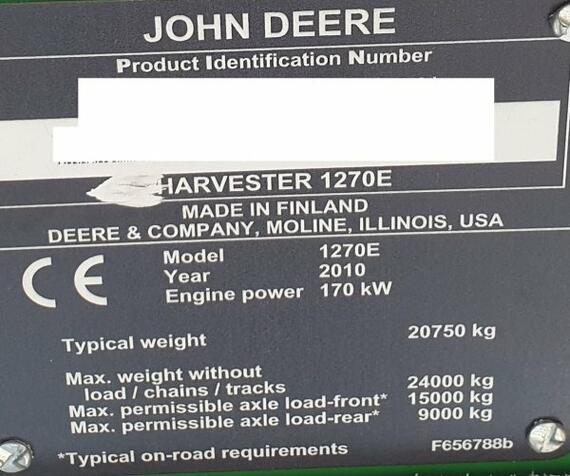 JOHN DEERE
Product Identification Number
HARVESTER 1270E
MADE IN FINLAND
DEERE & COMPANY, MOLINE, ILLINOIS, USA
CE
Model 1270E
Year 2010
Engine power 170 kW
Typical weight 20750 kg
Max. weight without
load / chains / tracks 24000 kg
Max. permissible axle load-front* 15000 kg
Max. permissible axle load-rear* 9000 kg
*Typical on-road requirements F656788b